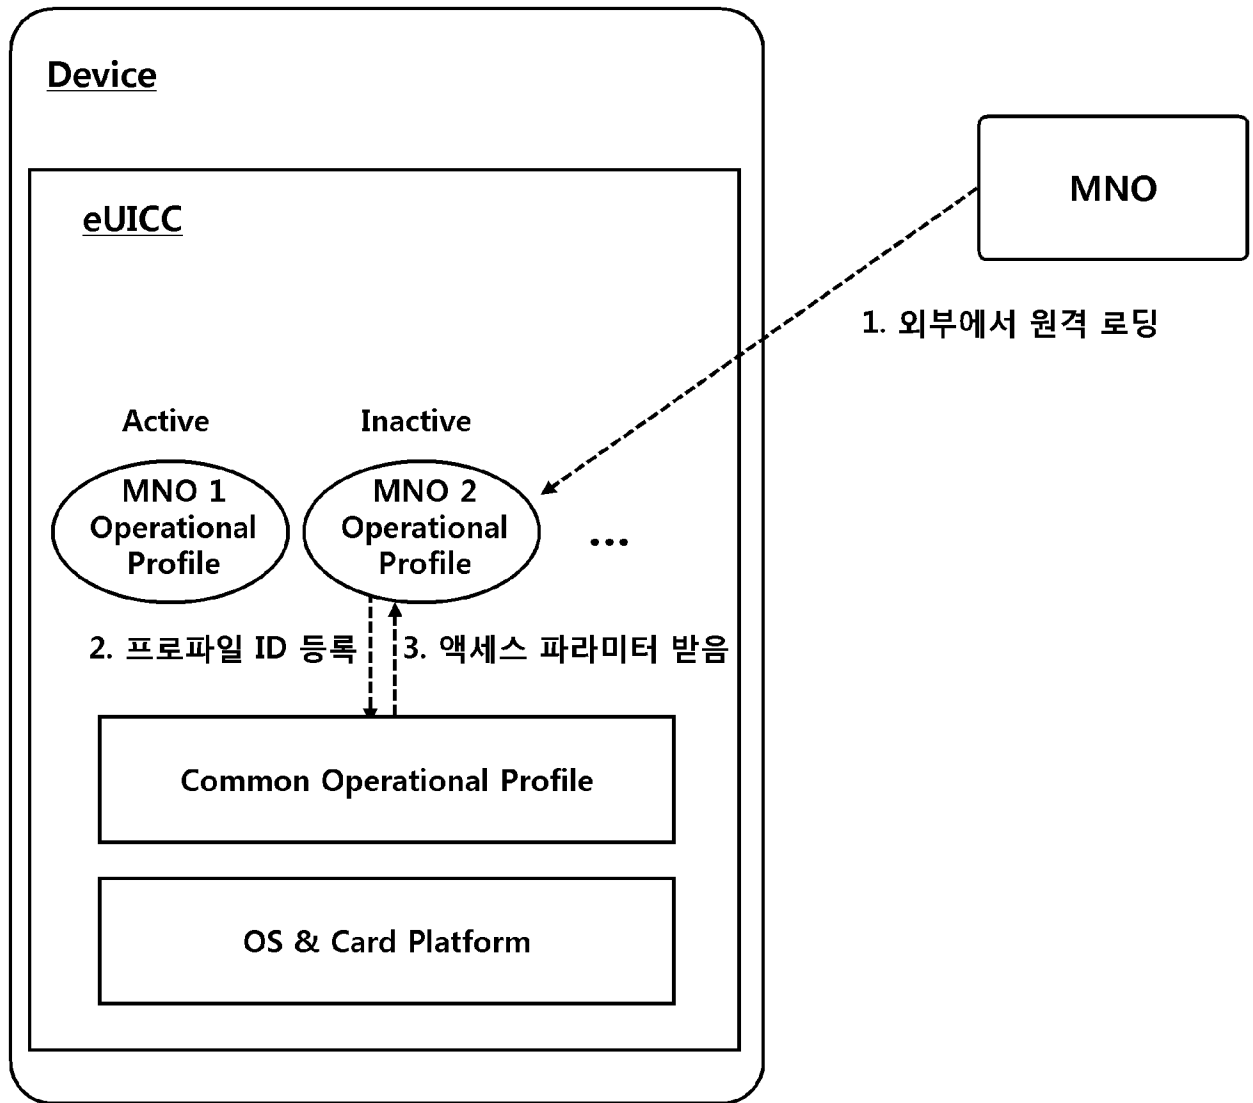 Device
MNO
eUICC
1. 외부에서 원격 로딩
Active
Inactive
MNO 1
Operational
Profile
MNO 2
Operational
Profile
...
2. 프로파일 ID 등록
3. 액세스 파라미터 받음
Common Operational Profile
OS & Card Platform